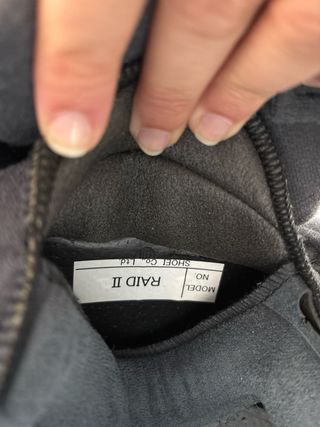 MODEL
NO.
RAID II
SHOEI Co., Ltd